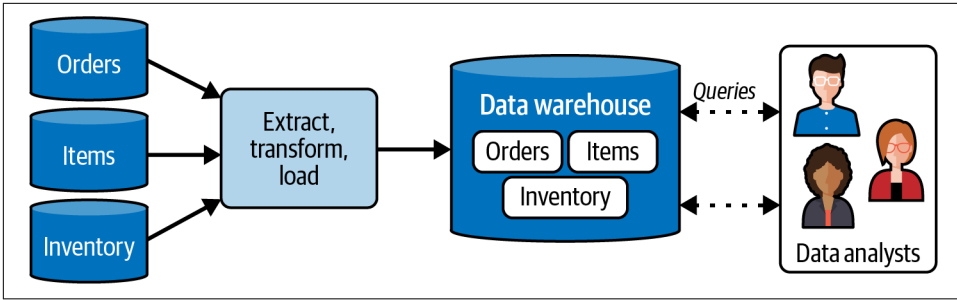 Orders
Items
Inventory
Extract,
transform,
load
Data warehouse
Orders
Items
Inventory
Queries
Data analysts